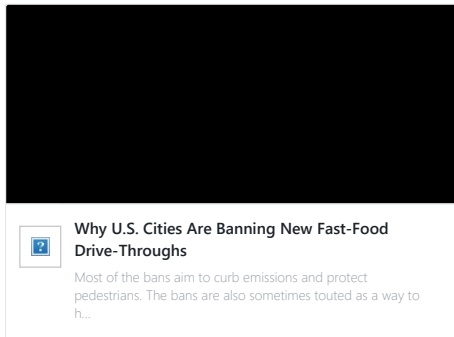 Why U.S. Cities Are Banning New Fast-Food
Drive-Throughs
Most of the bans aim to curb emissions and protect
pedestrians. The bans are also sometimes touted as a way to
h...